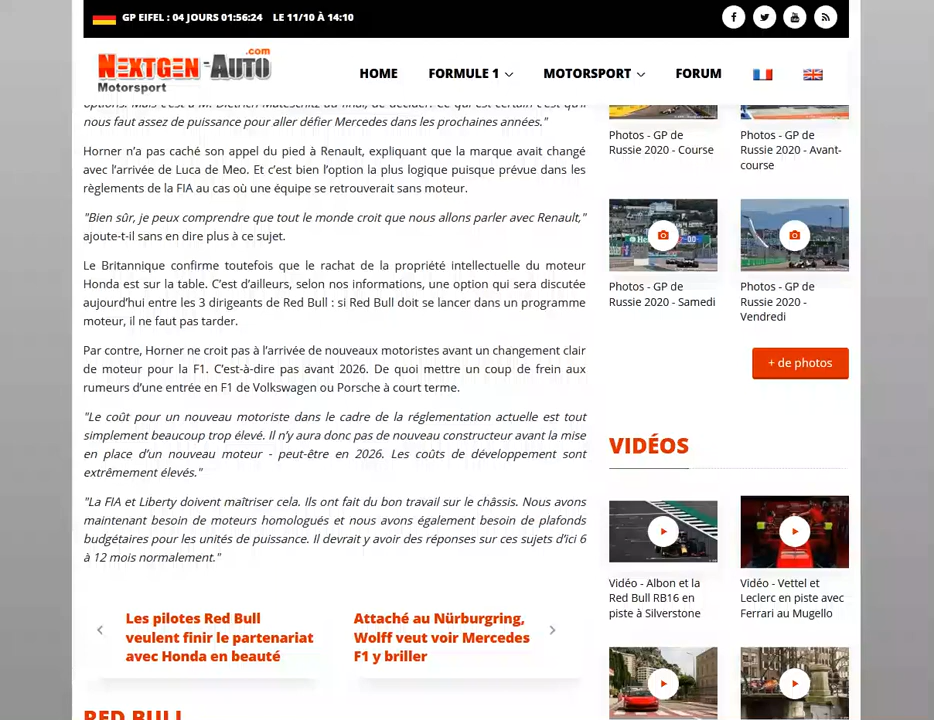 GP EIFEL : 04 JOURS 01:56:24 LE 11/10 À 14:10
NEXTGEN-AUTO.com
Motorsport
HOME FORMULE 1 MOTORSPORT FORUM
options. Mais c'est à M. Dietrich Mateschitz au final, de décider. Ce qui est certain c'est qu'il
nous faut assez de puissance pour aller défier Mercedes dans les prochaines années."
Horner n’a pas caché son appel du pied à Renault, expliquant que la marque avait changé
avec l’arrivée de Luca de Meo. Et c’est bien l’option la plus logique puisque prévue dans les
règlements de la FIA au cas où une équipe se retrouverait sans moteur.
"Bien sûr, je peux comprendre que tout le monde croit que nous allons parler avec Renault,"
ajoute-t-il sans en dire plus à ce sujet.
Le Britannique confirme toutefois que le rachat de la propriété intellectuelle du moteur
Honda est sur la table. C’est d’ailleurs, selon nos informations, une option qui sera discutée
aujourd’hui entre les 3 dirigeants de Red Bull : si Red Bull doit se lancer dans un programme
moteur, il ne faut pas tarder.
Par contre, Horner ne croit pas à l’arrivée de nouveaux motoristes avant un changement clair
de moteur pour la F1. C’est-à-dire pas avant 2026. De quoi mettre un coup de frein aux
rumeurs d’une entrée en F1 de Volkswagen ou Porsche à court terme.
"Le coût pour un nouveau motoriste dans le cadre de la réglementation actuelle est tout
simplement beaucoup trop élevé. Il n’y aura donc pas de nouveau constructeur avant la mise
en place d’un nouveau moteur - peut-être en 2026. Les coûts de développement sont
extrêmement élevés."
"La FIA et Liberty doivent maîtriser cela. Ils ont fait du bon travail sur le châssis. Nous avons
maintenant besoin de moteurs homologués et nous avons également besoin de plafonds
budgétaires pour les unités de puissance. Il devrait y avoir des réponses sur ces sujets d’ici 6
à 12 mois normalement."
Les pilotes Red Bull
veulent finir le partenariat
avec Honda en beauté
Attaché au Nürburgring,
Wolff veut voir Mercedes
F1 y briller
RED BULL
Photos - GP de
Russie 2020 - Course
Photos - GP de
Russie 2020 - Avant-
course
Photos - GP de
Russie 2020 - Samedi
Photos - GP de
Russie 2020 -
Vendredi
+ de photos
VIDÉOS
Vidéo - Albon et la
Red Bull RB16 en
piste à Silverstone
Vidéo - Vettel et
Leclerc en piste avec
Ferrari au Mugello